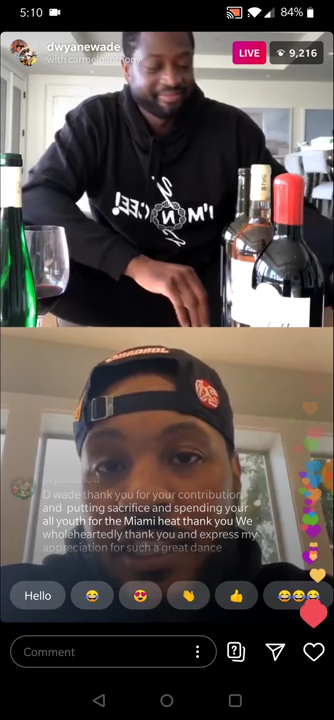 5:10
84%
dwyanewade
with carmeloanthony
LIVE
9,216
I'M N CEE!
D wade thank you for your contribution
and putting sacrifice and spending your
all youth for the Miami heat thank you We
wholeheartedly thank you and express my
appreciation for such a great dance
Hello
Comment